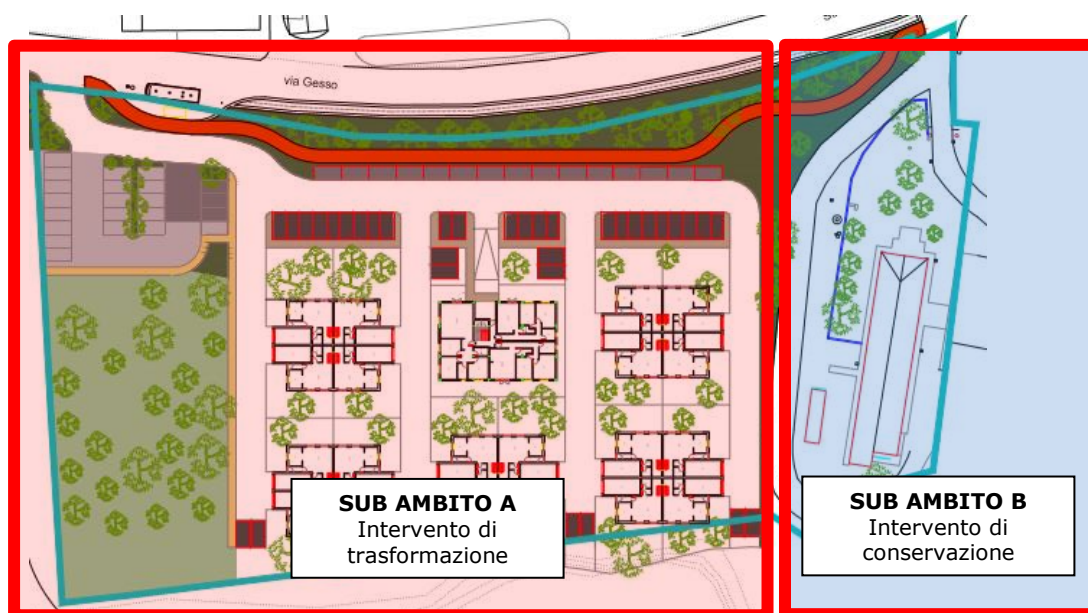 via Gesso
SUB AMBITO A
Intervento di
trasformazione
SUB AMBITO B
Intervento di
conservazione